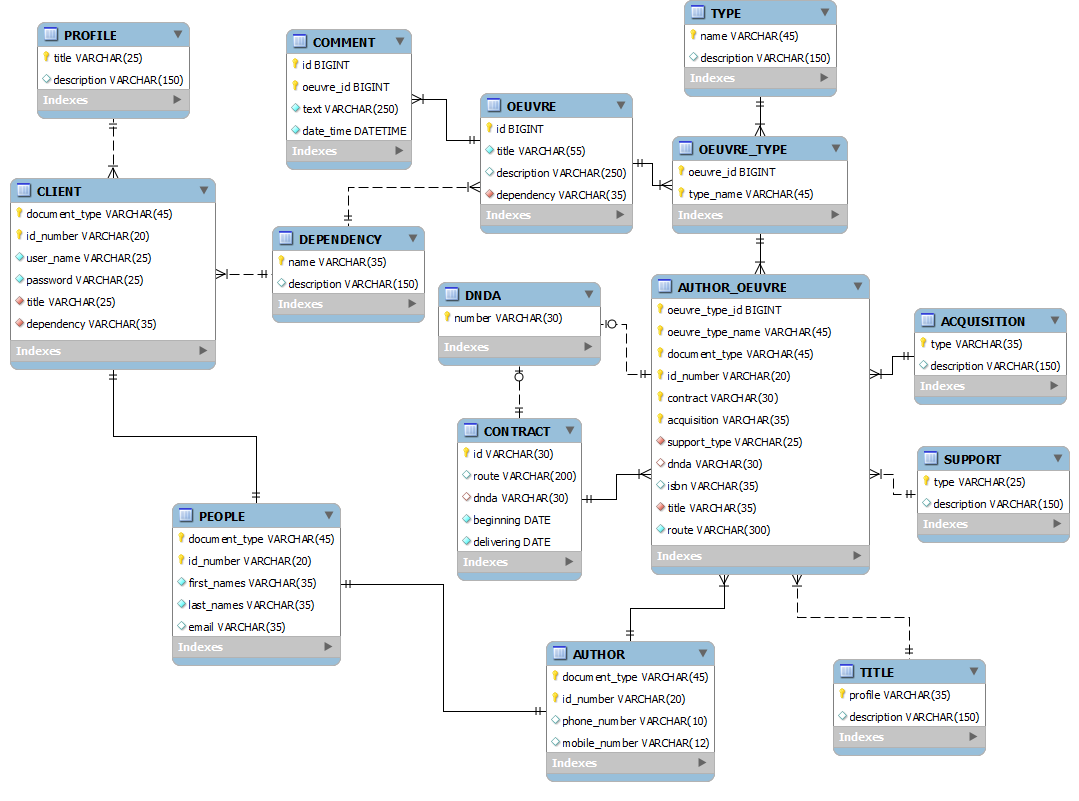 PROFILE
title VARCHAR(25)
description VARCHAR(150)
Indexes
COMMENT
id BIGINT
oeuvre_id BIGINT
text VARCHAR(250)
date_time DATETIME
Indexes
TYPE
name VARCHAR(45)
description VARCHAR(150)
Indexes
OEUVRE
id BIGINT
title VARCHAR(55)
description VARCHAR(250)
dependency VARCHAR(35)
Indexes
OEUVRE_TYPE
oeuvre_id BIGINT
type_name VARCHAR(45)
Indexes
CLIENT
document_type VARCHAR(45)
id_number VARCHAR(20)
user_name VARCHAR(25)
password VARCHAR(25)
title VARCHAR(25)
dependency VARCHAR(35)
Indexes
DEPENDENCY
name VARCHAR(35)
description VARCHAR(150)
Indexes
DNDA
number VARCHAR(30)
Indexes
AUTHOR_OEUVRE
oeuvre_type_id BIGINT
oeuvre_type_name VARCHAR(45)
document_type VARCHAR(45)
id_number VARCHAR(20)
contract VARCHAR(30)
acquisition VARCHAR(35)
support_type VARCHAR(25)
dnda VARCHAR(30)
isbn VARCHAR(35)
title VARCHAR(35)
route VARCHAR(300)
Indexes
ACQUISITION
type VARCHAR(35)
description VARCHAR(150)
Indexes
CONTRACT
id VARCHAR(30)
route VARCHAR(200)
dnda VARCHAR(30)
beginning DATE
delivering DATE
Indexes
SUPPORT
type VARCHAR(25)
description VARCHAR(150)
Indexes
PEOPLE
document_type VARCHAR(45)
id_number VARCHAR(20)
first_names VARCHAR(35)
last_names VARCHAR(35)
email VARCHAR(35)
Indexes
AUTHOR
document_type VARCHAR(45)
id_number VARCHAR(20)
phone_number VARCHAR(10)
mobile_number VARCHAR(12)
Indexes
TITLE
profile VARCHAR(35)
description VARCHAR(150)
Indexes